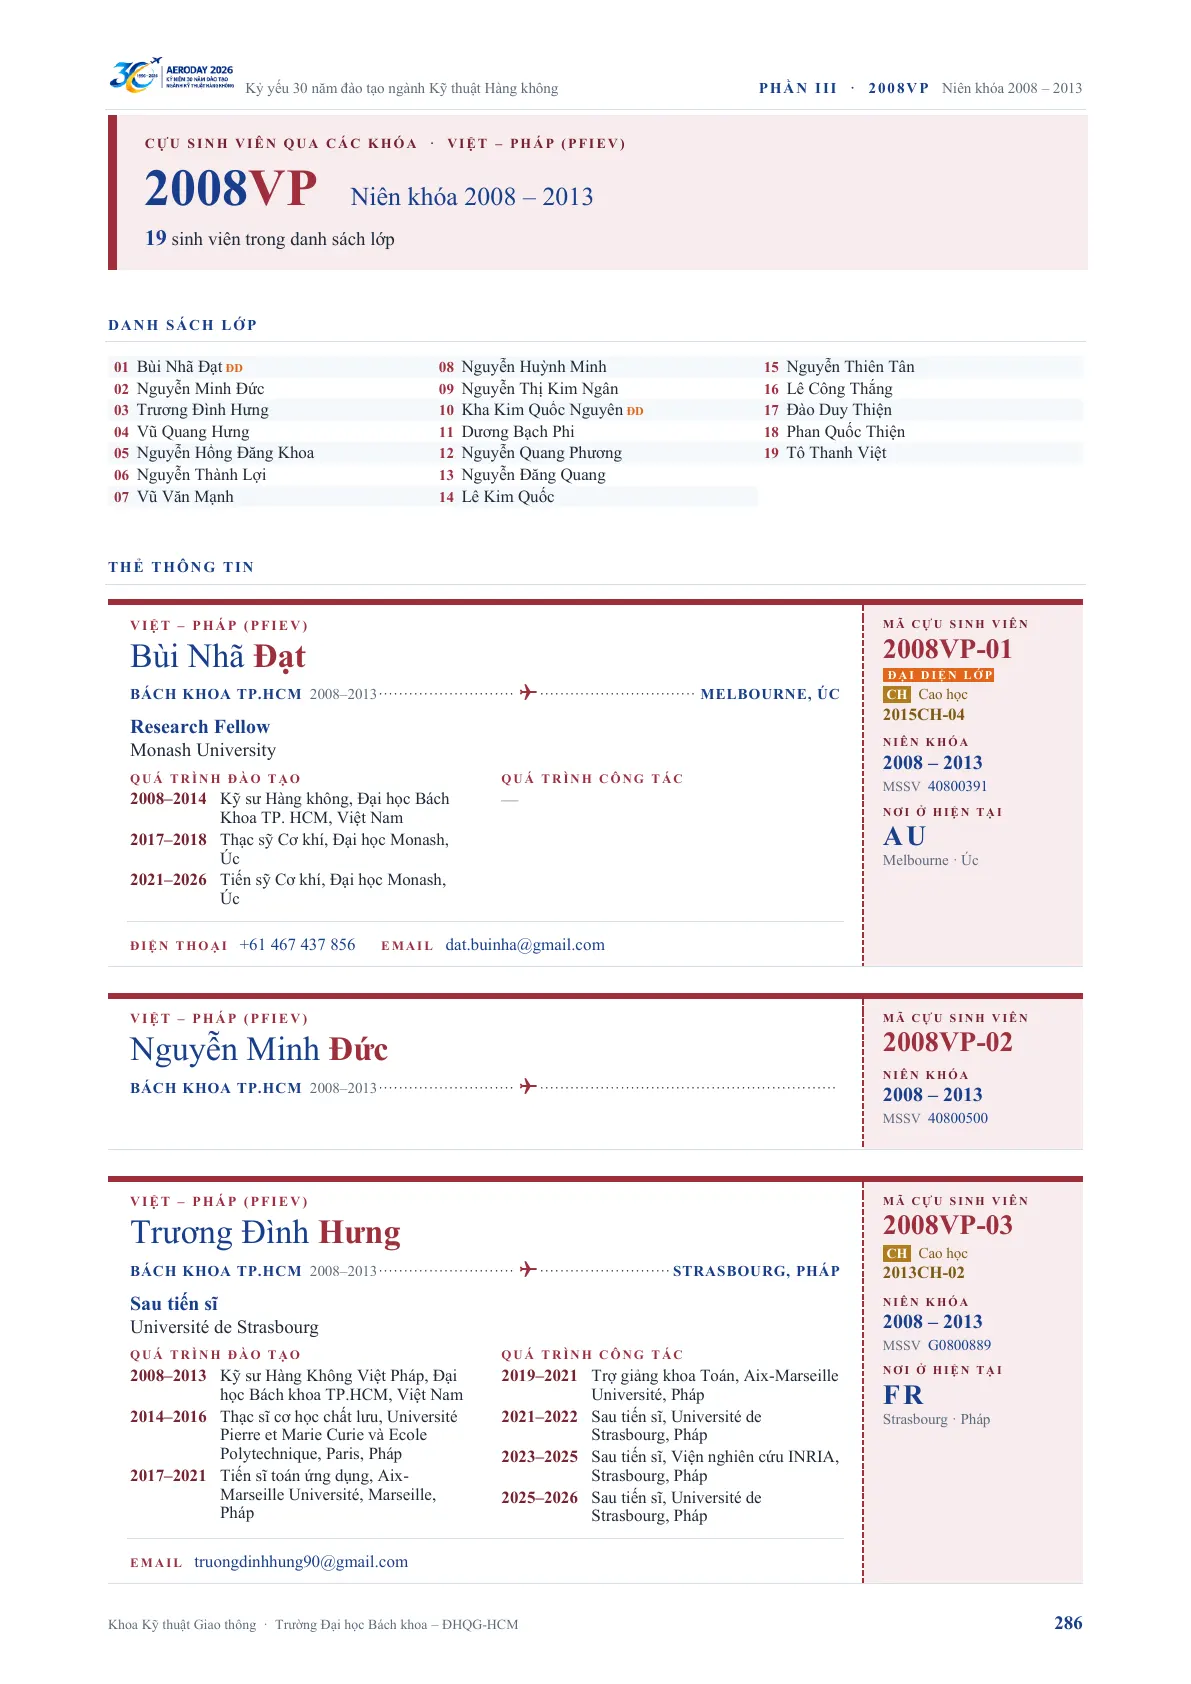 30 1996 - 2026
AERODAY 2026
KỶ NIỆM 30 NĂM ĐÀO TẠO
NGÀNH KỸ THUẬT HÀNG KHÔNG
Kỷ yếu 30 năm đào tạo ngành Kỹ thuật Hàng không
PHẦN III · 2008VP Niên khóa 2008 – 2013
CỰU SINH VIÊN QUA CÁC KHÓA · VIỆT – PHÁP (PFIEV)
2008VP Niên khóa 2008 – 2013
19 sinh viên trong danh sách lớp
DANH SÁCH LỚP
01 Bùi Nhã Đạt ĐD
02 Nguyễn Minh Đức
03 Trương Đình Hưng
04 Vũ Quang Hưng
05 Nguyễn Hồng Đăng Khoa
06 Nguyễn Thành Lợi
07 Vũ Văn Mạnh
08 Nguyễn Huỳnh Minh
09 Nguyễn Thị Kim Ngân
10 Kha Kim Quốc Nguyên ĐD
11 Dương Bạch Phi
12 Nguyễn Quang Phương
13 Nguyễn Đăng Quang
14 Lê Kim Quốc
15 Nguyễn Thiên Tân
16 Lê Công Thắng
17 Đào Duy Thiện
18 Phan Quốc Thiện
19 Tô Thanh Việt
THẺ THÔNG TIN
VIỆT – PHÁP (PFIEV)
Bùi Nhã Đạt
BÁCH KHOA TP.HCM 2008–2013 MELBOURNE, ÚC
Research Fellow
Monash University
QUÁ TRÌNH ĐÀO TẠO
2008–2014 Kỹ sư Hàng không, Đại học Bách
Khoa TP. HCM, Việt Nam
2017–2018 Thạc sỹ Cơ khí, Đại học Monash,
Úc
2021–2026 Tiến sỹ Cơ khí, Đại học Monash,
Úc
QUÁ TRÌNH CÔNG TÁC
—
ĐIỆN THOẠI +61 467 437 856 EMAIL dat.buinha@gmail.com
MÃ CỰU SINH VIÊN
2008VP-01
ĐẠI DIỆN LỚP
CH Cao học
2015CH-04
NIÊN KHÓA
2008 – 2013
MSSV 40800391
NƠI Ở HIỆN TẠI
AU
Melbourne · Úc
VIỆT – PHÁP (PFIEV)
Nguyễn Minh Đức
BÁCH KHOA TP.HCM 2008–2013
MÃ CỰU SINH VIÊN
2008VP-02
NIÊN KHÓA
2008 – 2013
MSSV 40800500
VIỆT – PHÁP (PFIEV)
Trương Đình Hưng
BÁCH KHOA TP.HCM 2008–2013 STRASBOURG, PHÁP
Sau tiến sĩ
Université de Strasbourg
QUÁ TRÌNH ĐÀO TẠO
2008–2013 Kỹ sư Hàng Không Việt Pháp, Đại
học Bách khoa TP.HCM, Việt Nam
2014–2016 Thạc sĩ cơ học chất lưu, Université
Pierre et Marie Curie và Ecole
Polytechnique, Paris, Pháp
2017–2021 Tiến sĩ toán ứng dụng, Aix-
Marseille Université, Marseille,
Pháp
QUÁ TRÌNH CÔNG TÁC
2019–2021 Trợ giảng khoa Toán, Aix-Marseille
Université, Pháp
2021–2022 Sau tiến sĩ, Université de
Strasbourg, Pháp
2023–2025 Sau tiến sĩ, Viện nghiên cứu INRIA,
Strasbourg, Pháp
2025–2026 Sau tiến sĩ, Université de
Strasbourg, Pháp
EMAIL truongdinhhung90@gmail.com
MÃ CỰU SINH VIÊN
2008VP-03
CH Cao học
2013CH-02
NIÊN KHÓA
2008 – 2013
MSSV G0800889
NƠI Ở HIỆN TẠI
FR
Strasbourg · Pháp
Khoa Kỹ thuật Giao thông · Trường Đại học Bách khoa – ĐHQG-HCM
286